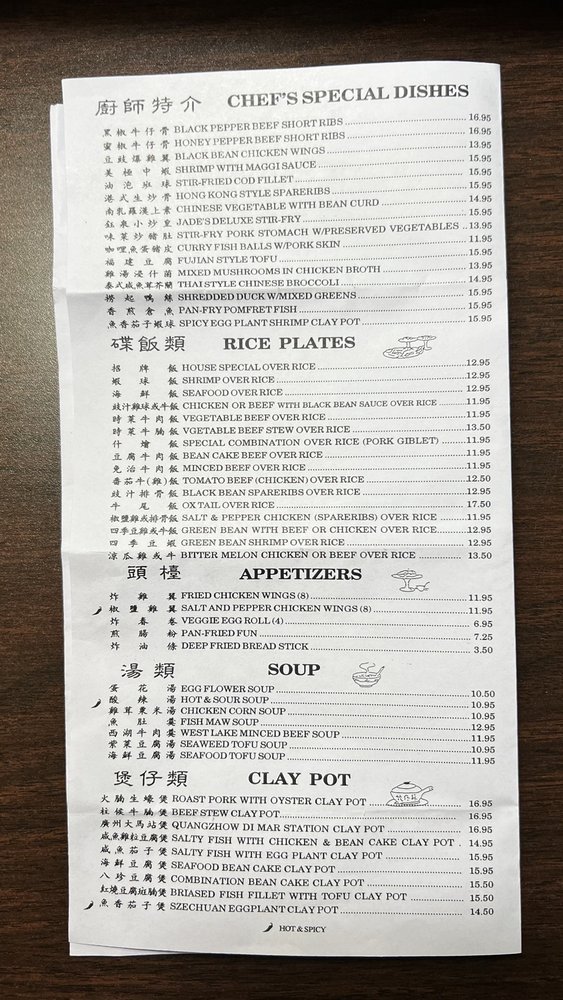 廚師特介 CHEF'S SPECIAL DISHES
黑椒牛仔骨 BLACK PEPPER BEEF SHORT RIBS 16.95
蜜椒牛仔骨 HONEY PEPPER BEEF SHORT RIBS 16.95
豆豉爆雞翼 BLACK BEAN CHICKEN WINGS 13.95
美極中蝦 SHRIMP WITH MAGGI SAUCE 15.95
油泡班球 STIR-FRIED COD FILLET 15.95
港式生炒骨 HONG KONG STYLE SPARERIBS 15.95
南乳羅漢上素 CHINESE VEGETABLE WITH BEAN CURD 14.95
鈺泉小炒皇 JADE'S DELUXE STIR-FRY 15.95
味菜炒豬肚 STIR-FRY PORK STOMACH W/PRESERVED VEGETABLES 13.95
咖喱魚蛋豬皮 CURRY FISH BALLS W/PORK SKIN 11.95
福建豆腐 FUJIAN STYLE TOFU 15.95
雞湯浸什菌 MIXED MUSHROOMS IN CHICKEN BROTH 13.95
泰式咸魚茸芥蘭 THAI STYLE CHINESE BROCCOLI 14.95
撈起鴨絲 SHREDDED DUCK W/MIXED GREENS 15.95
香煎倉魚 PAN-FRY POMFRET FISH 15.95
魚香茄子蝦球 SPICY EGG PLANT SHRIMP CLAY POT 15.95
碟飯類 RICE PLATES
招牌飯 HOUSE SPECIAL OVER RICE 12.95
蝦球飯 SHRIMP OVER RICE 12.95
海鮮飯 SEAFOOD OVER RICE 12.95
豉汁雞球或牛飯 CHICKEN OR BEEF WITH BLACK BEAN SAUCE OVER RICE 11.95
時菜牛肉飯 VEGETABLE BEEF OVER RICE 11.95
時菜牛腩飯 VGETABLE BEEF STEW OVER RICE 13.50
什燴飯 SPECIAL COMBINATION OVER RICE (PORK GIBLET) 11.95
豆腐牛肉飯 BEAN CAKE BEEF OVER RICE 11.95
免治牛肉飯 MINCED BEEF OVER RICE 11.95
番茄牛(雞)飯 TOMATO BEEF (CHICKEN) OVER RICE 12.50
豉汁排骨飯 BLACK BEAN SPARERIBS OVER RICE 12.95
牛尾飯 OX TAIL OVER RICE 17.50
椒鹽雞或排骨飯 SALT & PEPPER CHICKEN (SPARERIBS) OVER RICE 11.95
四季豆雞或牛飯 GREEN BEAN WITH BEEF OR CHICKEN OVER RICE 12.95
四季豆蝦 GREEN BEAN SHRIMP OVER RICE 12.95
涼瓜雞或牛 BITTER MELON CHICKEN OR BEEF OVER RICE 13.50
頭檯 APPETIZERS
炸雞翼 FRIED CHICKEN WINGS (8) 11.95
椒鹽雞翼 SALT AND PEPPER CHICKEN WINGS (8) 11.95
炸春卷 VEGGIE EGG ROLL (4) 6.95
煎腸粉 PAN-FRIED FUN 7.25
炸油條 DEEP FRIED BREAD STICK 3.50
湯類 SOUP
蛋花湯 EGG FLOWER SOUP 10.50
酸辣湯 HOT & SOUR SOUP 10.95
雞茸粟米湯 CHICKEN CORN SOUP 10.95
魚肚羹 FISH MAW SOUP 12.95
西湖牛肉羹 WEST LAKE MINCED BEEF SOUP 11.95
紫菜豆腐湯 SEAWEED TOFU SOUP 10.95
海鮮豆腐湯 SEAFOOD TOFU SOUP 11.95
煲仔類 CLAY POT
火腩生蠔煲 ROAST PORK WITH OYSTER CLAY POT 16.95
柱侯牛腩煲 BEEF STEW CLAY POT 16.95
廣州大馬站煲 QUANGZHOW DI MAR STATION CLAY POT 16.95
咸魚雞粒豆腐煲 SALTY FISH WITH CHICKEN & BEAN CAKE CLAY POT 14.95
咸魚茄子煲 SALTY FISH WITH EGG PLANT CLAY POT 15.95
海鮮豆腐煲 SEAFOOD BEAN CAKE CLAY POT 15.95
八珍豆腐煲 COMBINATION BEAN CAKE CLAY POT 15.50
紅燒豆腐斑腩煲 BRIASED FISH FILLET WITH TOFU CLAY POT 15.50
魚香茄子煲 SZECHUAN EGGPLANT CLAY POT 14.50
HOT & SPICY